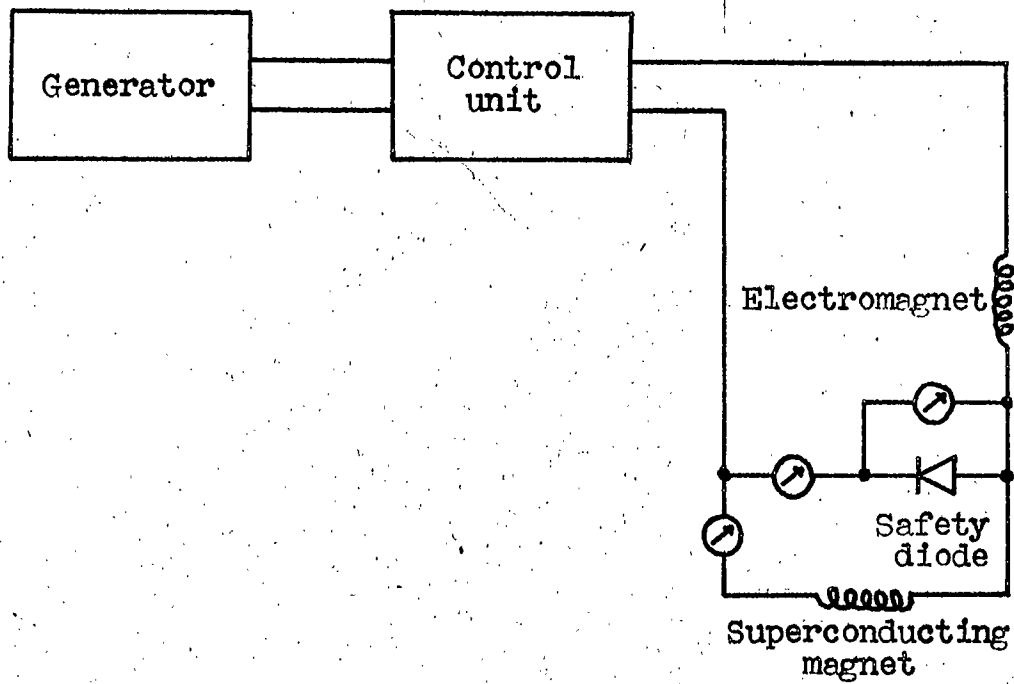 Generator
Control
unit
Electromagnet
Safety
diode
Superconducting
magnet